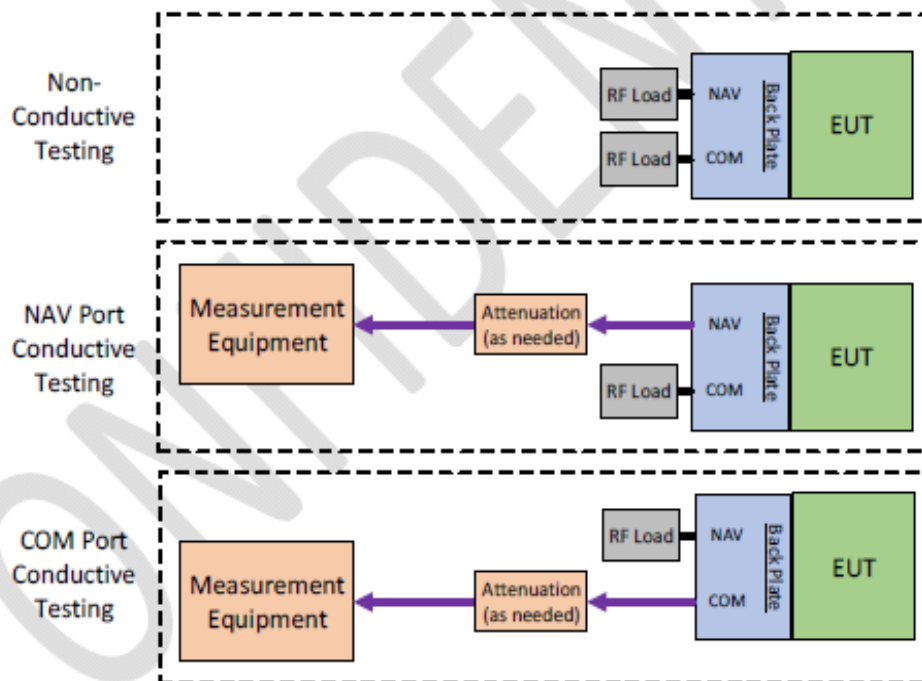 Non-
Conductive
Testing
RF Load
NAV
RF Load
COM
Back Plate
EUT
NAV Port
Conductive
Testing
Measurement
Equipment
Attenuation
(as needed)
NAV
RF Load
COM
Back Plate
EUT
COM Port
Conductive
Testing
Measurement
Equipment
Attenuation
(as needed)
RF Load
NAV
COM
Back Plate
EUT
ONFIDEN